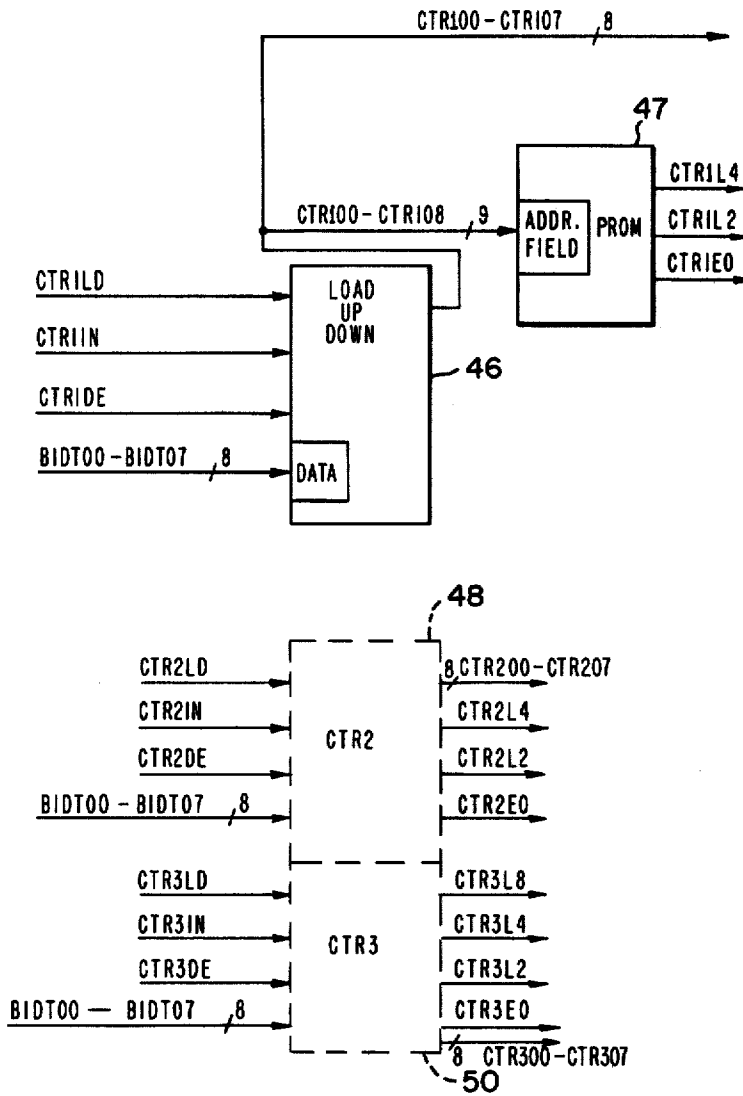 CTR100-CTR107 8
47
CTR1L4
CTR100-CTR108 9
ADDR.
FIELD
PROM
CTR1L2
CTR1E0
CTR1LD
LOAD
UP
DOWN
CTR1IN
46
CTR1DE
BIDT00-BIDT07 8
DATA
48
CTR2LD
8 CTR200-CTR207
CTR2IN
CTR2
CTR2L4
CTR2DE
CTR2L2
BIDT00-BIDT07 8
CTR2E0
CTR3LD
CTR3L8
CTR3IN
CTR3
CTR3L4
CTR3DE
CTR3L2
BIDT00-BIDT07 8
CTR3E0
8 CTR300-CTR307
50